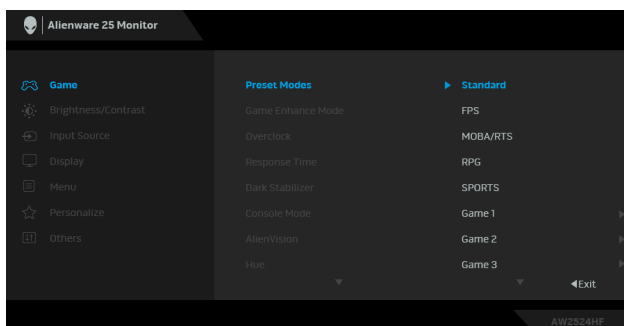 Alienware 25 Monitor
Game Preset Modes Standard
Brightness/Contrast Game Enhance Mode FPS
Input Source Overclock MOBA/RTS
Display Response Time RPG
Menu Dark Stabilizer SPORTS
Personalize Console Mode Game 1
Others AlienVision Game 2
Hue Game 3
Exit
AW2524HF